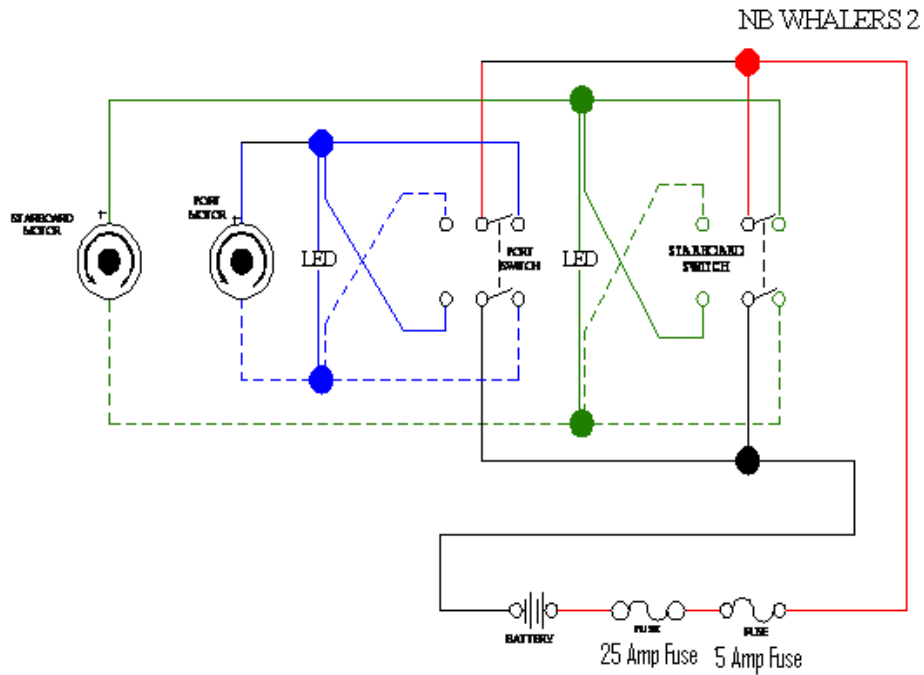 NB WHALERS 2
STARBOARD
MOTOR
PORT
MOTOR
LED
PORT
SWITCH
LED
STARBOARD
SWITCH
BATTERY
FUSE
FUSE
25 Amp Fuse
5 Amp Fuse